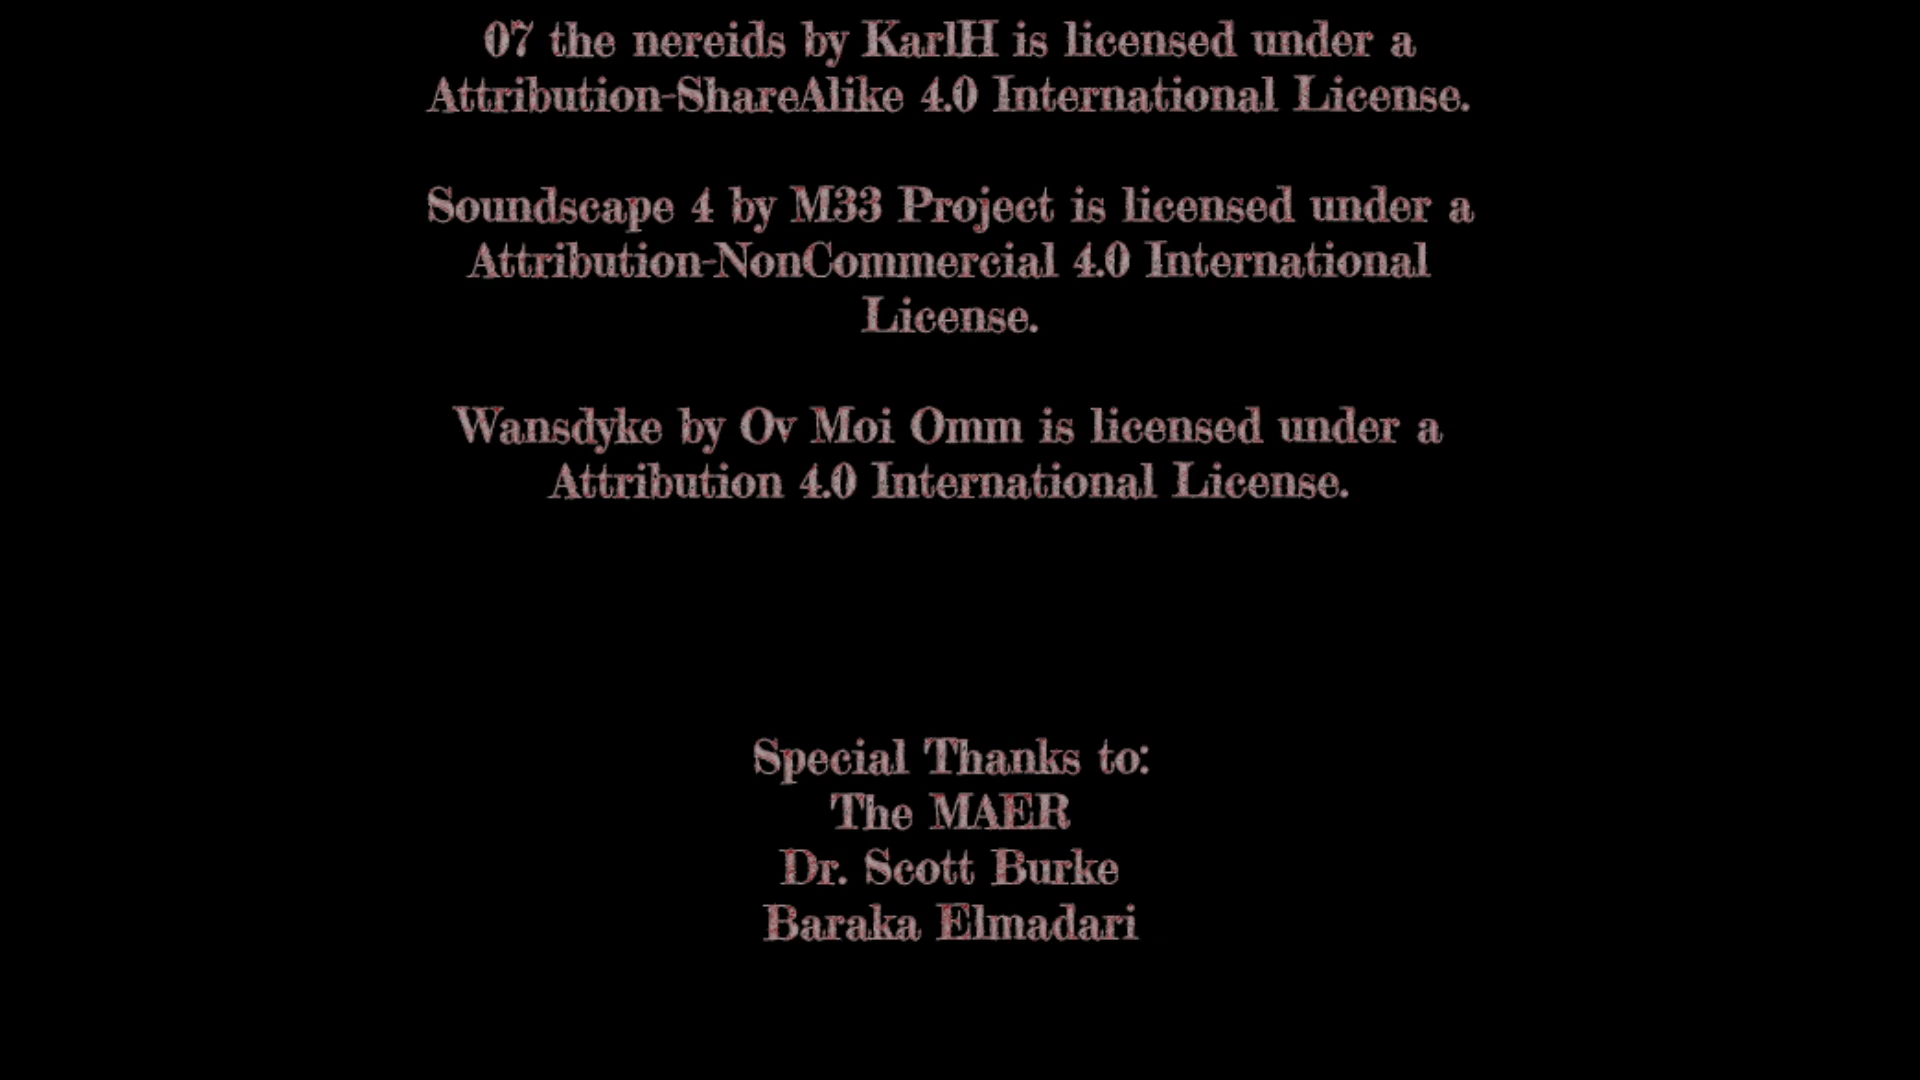 07 the nereids by KarlH is licensed under a
Attribution-ShareAlike 4.0 International License.
Soundscape 4 by M33 Project is licensed under a
Attribution-NonCommercial 4.0 International
License.
Wansdyke by Ov Moi Omm is licensed under a
Attribution 4.0 International License.
Special Thanks to:
The MAER
Dr. Scott Burke
Baraka Elmadari